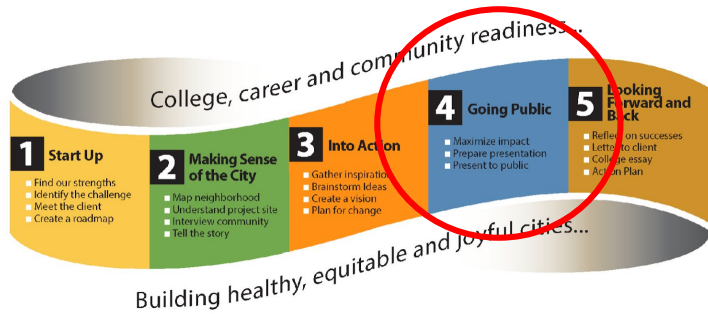 College, career and community readiness...
1 Start Up
Find our strengths
Identify the challenge
Meet the client
Create a roadmap
2 Making Sense
of the City
Map neighborhood
Understand project site
Interview community
Tell the story
3 Into Action
Gather inspiration
Brainstorm Ideas
Create a vision
Plan for change
4 Going Public
Maximize impact
Prepare presentation
Present to public
5 Looking
Forward and
Back
Reflect on successes
Letter to client
College essay
Action Plan
Building healthy, equitable and joyful cities...